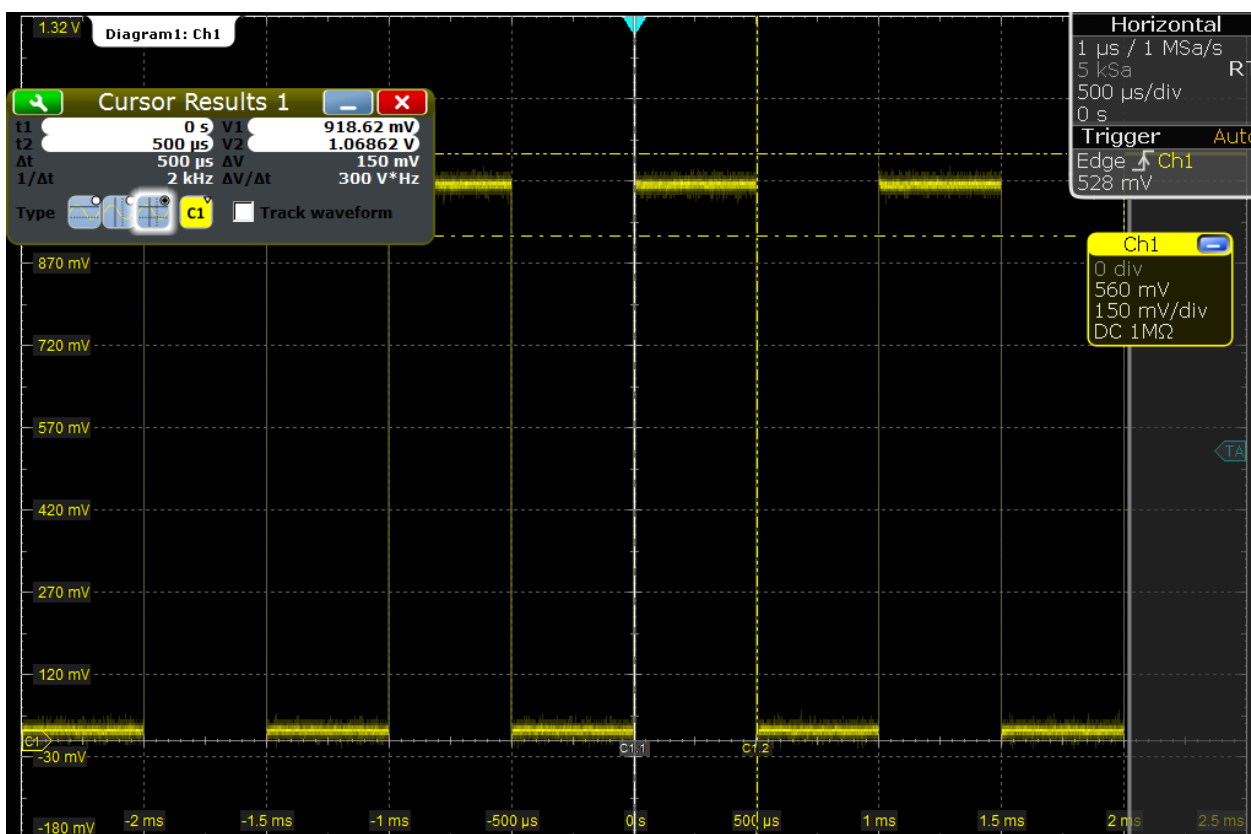 1.32 V
Diagram1: Ch1
Cursor Results 1
t1 0 s V1 918.62 mV
t2 500 µs V2 1.06862 V
Δt 500 µs ΔV 150 mV
1/Δt 2 kHz ΔV/Δt 300 V*Hz
Type C1 Track waveform
Horizontal
1 µs / 1 MSa/s
5 kSa RT
500 µs/div
0 s
Trigger Auto
Edge Ch1
528 mV
Ch1
0 div
560 mV
150 mV/div
DC 1MΩ
870 mV
720 mV
570 mV
TA
420 mV
270 mV
120 mV
C1
C1.1 C1.2
-30 mV
-180 mV -2 ms -1.5 ms -1 ms -500 µs 0 s 500 µs 1 ms 1.5 ms 2 ms 2.5 ms